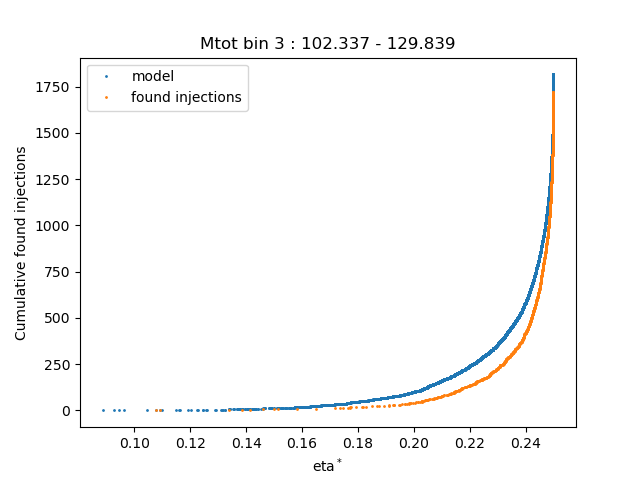 Mtot bin 3 : 102.337 - 129.839
model
found injections
Cumulative found injections
1750
1500
1250
1000
750
500
250
0
0.10 0.12 0.14 0.16 0.18 0.20 0.22 0.24
eta*